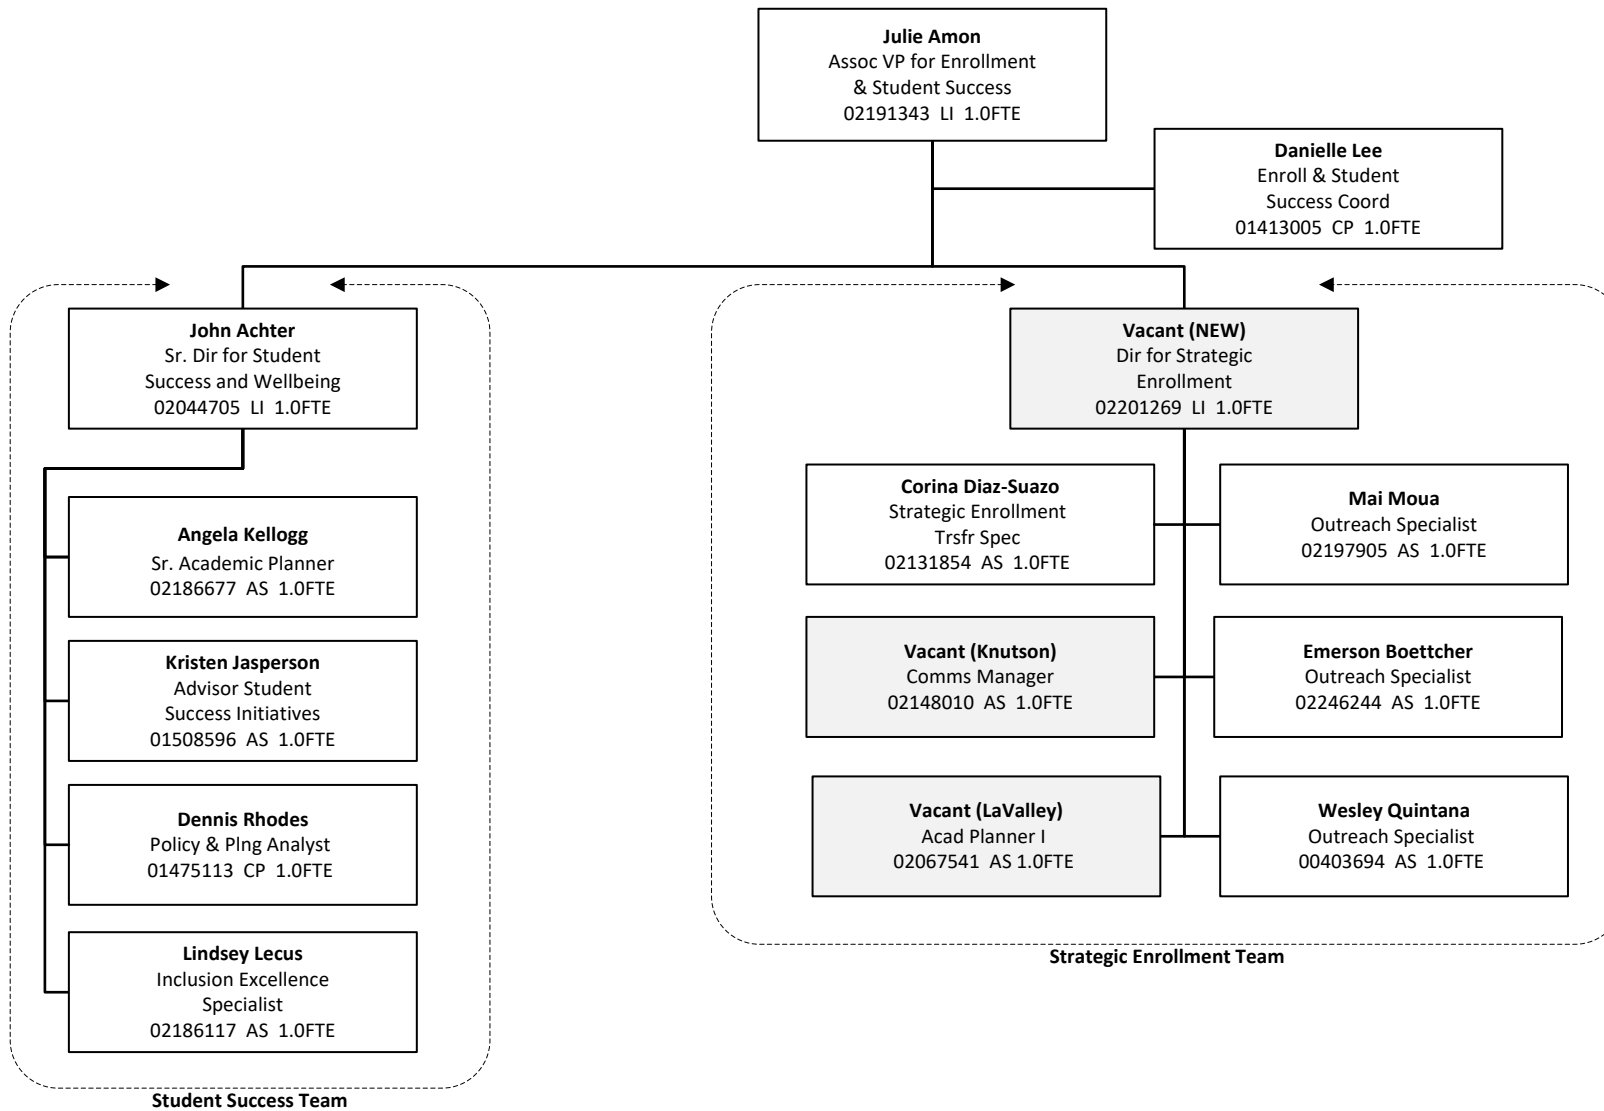 Julie Amon
Assoc VP for Enrollment
& Student Success
02191343 LI 1.0FTE
Danielle Lee
Enroll & Student
Success Coord
01413005 CP 1.0FTE
John Achter
Sr. Dir for Student
Success and Wellbeing
02044705 LI 1.0FTE
Angela Kellogg
Sr. Academic Planner
02186677 AS 1.0FTE
Kristen Jasperson
Advisor Student
Success Initiatives
01508596 AS 1.0FTE
Dennis Rhodes
Policy & Plng Analyst
01475113 CP 1.0FTE
Lindsey Lecus
Inclusion Excellence
Specialist
02186117 AS 1.0FTE
Student Success Team
Vacant (NEW)
Dir for Strategic
Enrollment
02201269 LI 1.0FTE
Corina Diaz-Suazo
Strategic Enrollment
Trsfr Spec
02131854 AS 1.0FTE
Mai Moua
Outreach Specialist
02197905 AS 1.0FTE
Vacant (Knutson)
Comms Manager
02148010 AS 1.0FTE
Emerson Boettcher
Outreach Specialist
02246244 AS 1.0FTE
Vacant (LaValley)
Acad Planner I
02067541 AS 1.0FTE
Wesley Quintana
Outreach Specialist
00403694 AS 1.0FTE
Strategic Enrollment Team